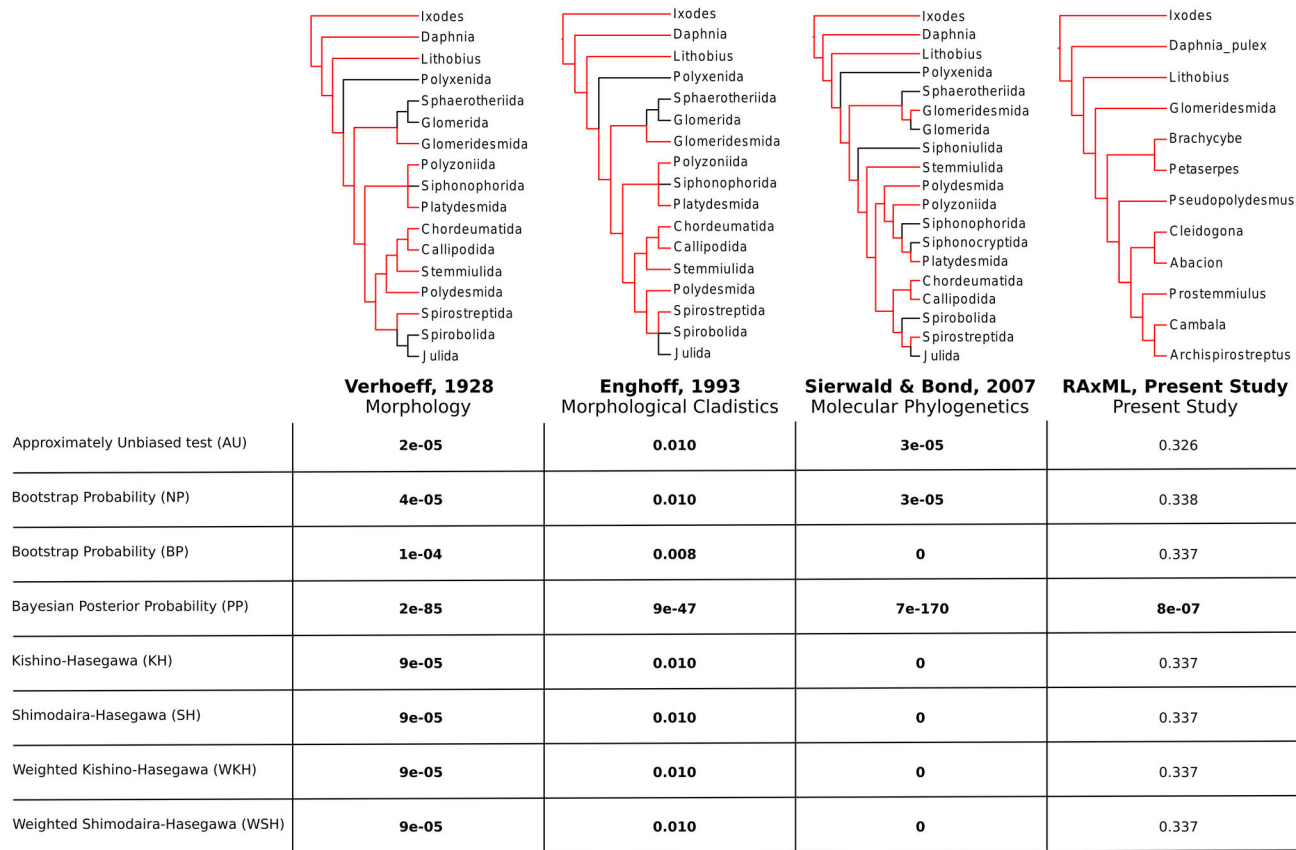 Ixodes
Daphnia
Lithobius
Polyxenida
Sphaerotheriida
Glomerida
Glomeridesmida
Polyzoniida
Siphonophorida
Platydesmida
Chordeumatida
Callipodida
Stemmiulida
Polydesmida
Spirostreptida
Spirobolida
Julida
Ixodes
Daphnia
Lithobius
Polyxenida
Sphaerotheriida
Glomerida
Glomeridesmida
Polyzoniida
Siphonophorida
Platydesmida
Chordeumatida
Callipodida
Stemmiulida
Polydesmida
Spirostreptida
Spirobolida
Julida
Ixodes
Daphnia
Lithobius
Polyxenida
Sphaerotheriida
Glomeridesmida
Glomerida
Siphoniulida
Stemmiulida
Polydesmida
Polyzoniida
Siphonophorida
Siphonocryptida
Platydesmida
Chordeumatida
Callipodida
Spirobolida
Spirostreptida
Julida
Ixodes
Daphnia_pulex
Lithobius
Glomeridesmida
Brachycybe
Petaserpes
Pseudopolydesmus
Cleidogona
Abacion
Prostemmiulus
Cambala
Archispirostreptus
Verhoeff, 1928 Enghoff, 1993 Sierwald & Bond, 2007 RAxML, Present Study
Morphology Morphological Cladistics Molecular Phylogenetics Present Study
Approximately Unbiased test (AU) 2e-05 0.010 3e-05 0.326
Bootstrap Probability (NP) 4e-05 0.010 3e-05 0.338
Bootstrap Probability (BP) 1e-04 0.008 0 0.337
Bayesian Posterior Probability (PP) 2e-85 9e-47 7e-170 8e-07
Kishino-Hasegawa (KH) 9e-05 0.010 0 0.337
Shimodaira-Hasegawa (SH) 9e-05 0.010 0 0.337
Weighted Kishino-Hasegawa (WKH) 9e-05 0.010 0 0.337
Weighted Shimodaira-Hasegawa (WSH) 9e-05 0.010 0 0.337